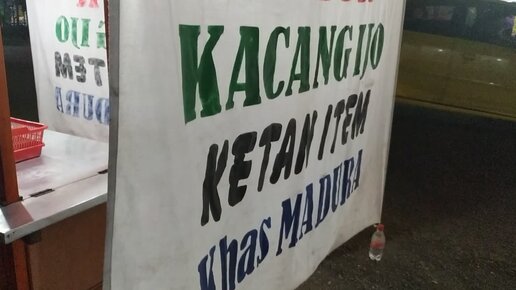 KACANG IJO
KETAN ITEM
Khas MADURA